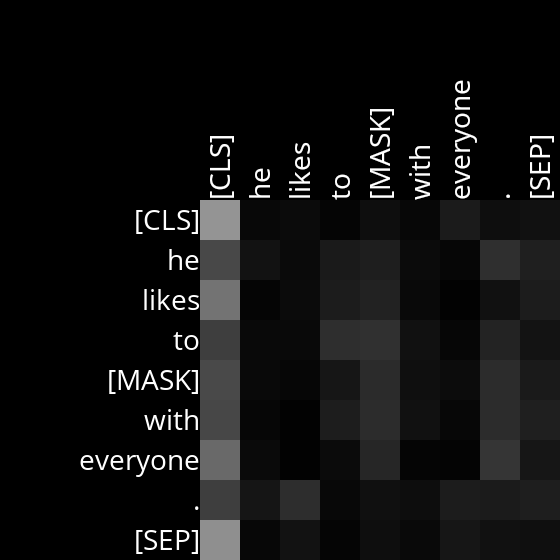 [CLS] he likes to [MASK] with everyone . [SEP]
[CLS]
he
likes
to
[MASK]
with
everyone
.
[SEP]